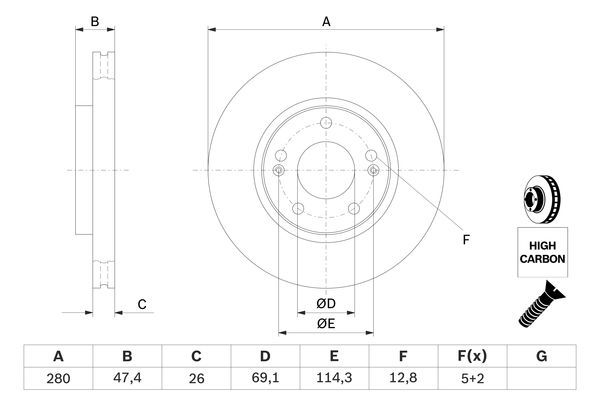 B
A
F
HIGH
CARBON
C
ØD
ØE
A B C D E F F(x) G
280 47,4 26 69,1 114,3 12,8 5+2